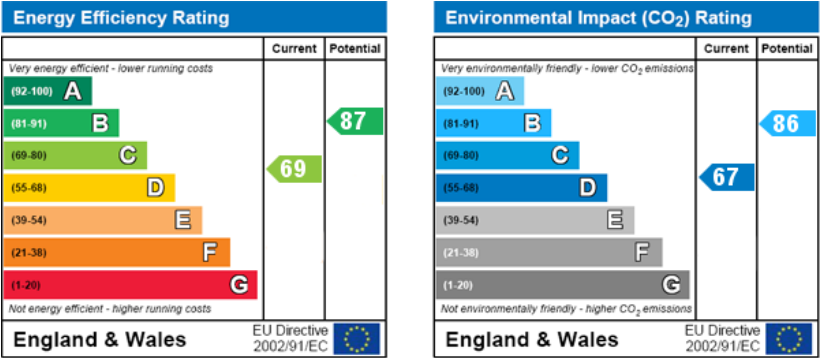 Energy Efficiency Rating
Current Potential
Very energy efficient - lower running costs
(92-100) A
(81-91) B
87
(69-80) C
69
(55-68) D
(39-54) E
(21-38) F
(1-20) G
Not energy efficient - higher running costs
England & Wales
EU Directive
2002/91/EC
Environmental Impact (CO₂) Rating
Current Potential
Very environmentally friendly - lower CO₂ emissions
(92-100) A
(81-91) B
86
(69-80) C
(55-68) D
67
(39-54) E
(21-38) F
(1-20) G
Not environmentally friendly - higher CO₂ emissions
England & Wales
EU Directive
2002/91/EC